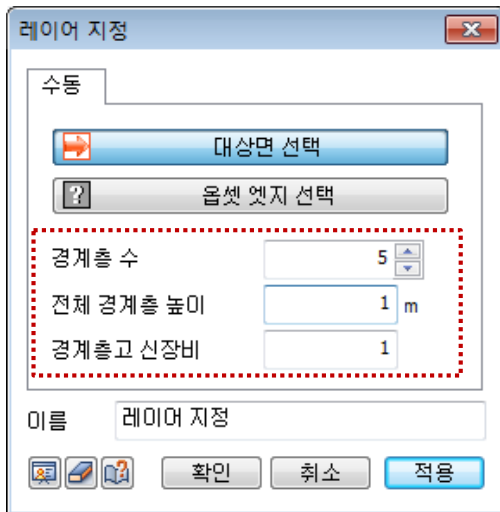 레이어 지정
수동
대상면 선택
옵셋 엣지 선택
경계층 수 5
전체 경계층 높이 1 m
경계층고 신장비 1
이름 레이어 지정
확인 취소 적용